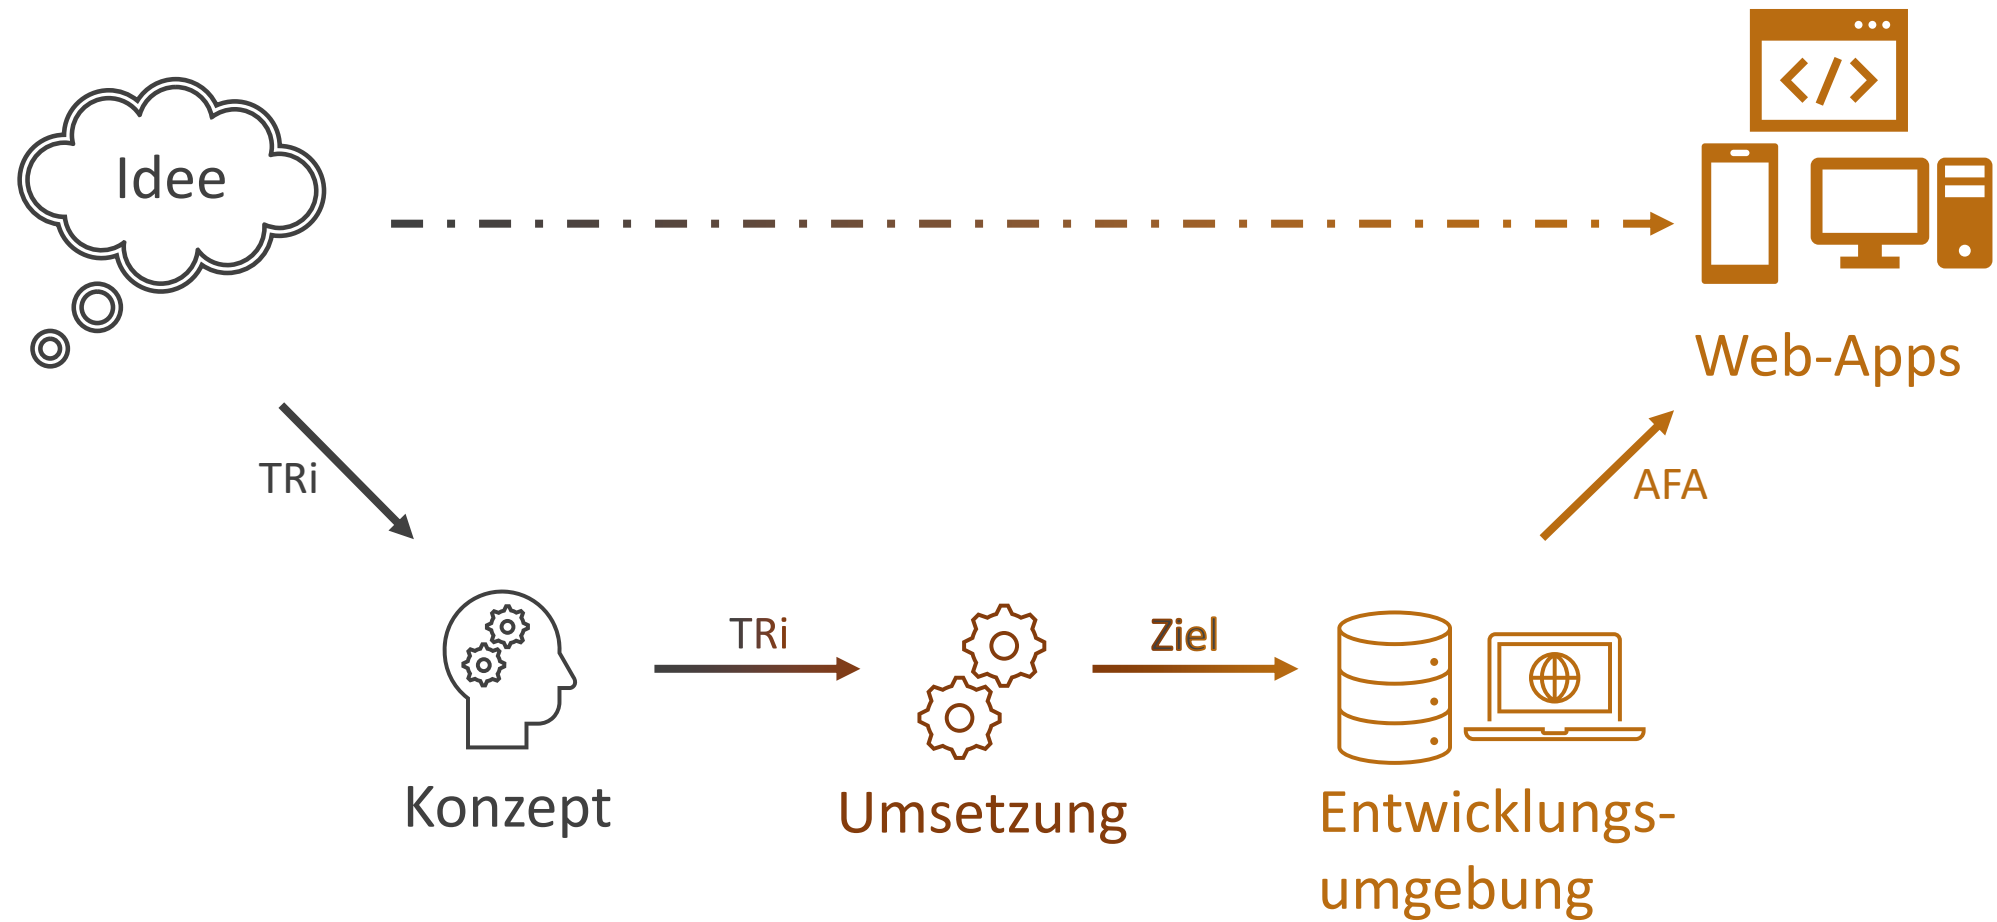 Idee
</>
Web-Apps
TRi
AFA
TRi
Ziel
Konzept
Umsetzung
Entwicklungs-
umgebung